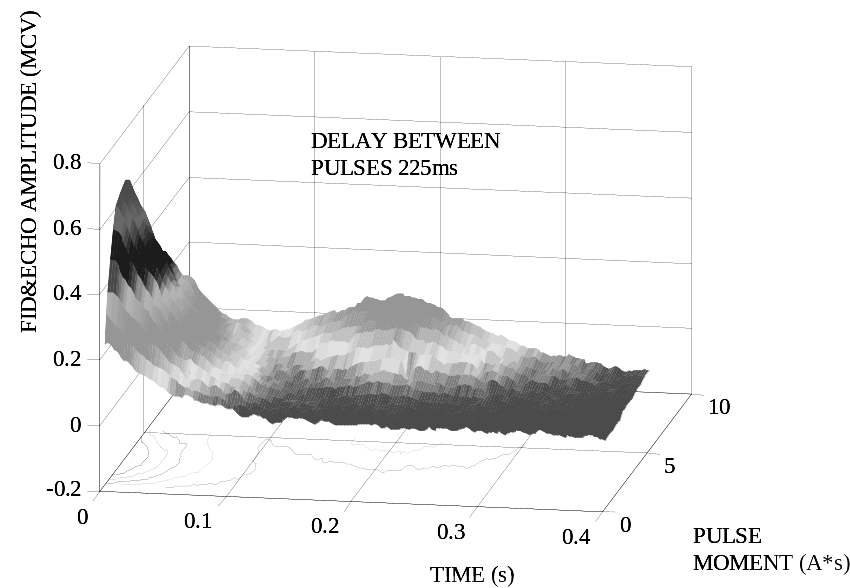 FID&ECHO AMPLITUDE (MCV)
DELAY BETWEEN
PULSES 225ms
0.8
0.6
0.4
0.2
0
-0.2
0
0.1
0.2
0.3
0.4
0
5
10
TIME (s)
PULSE
MOMENT (A*s)